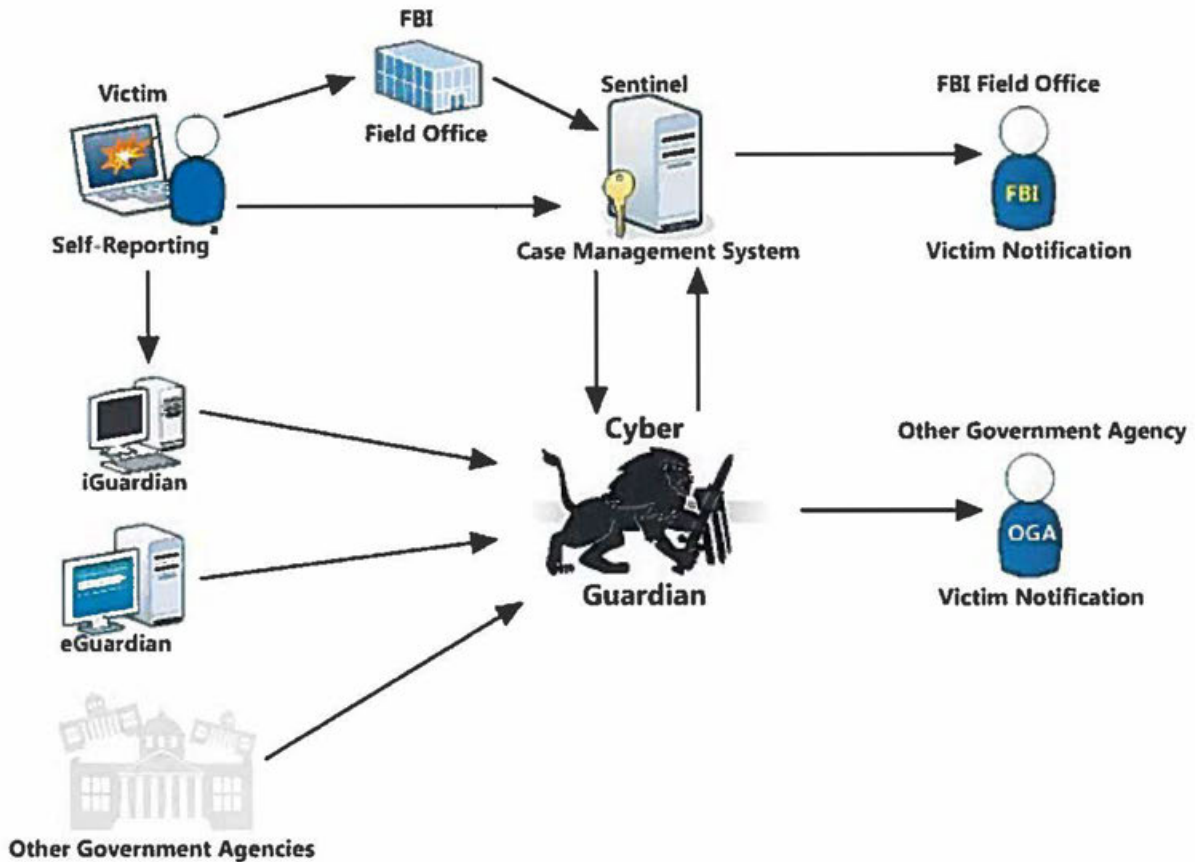 FBI
Field Office
Victim
Self-Reporting a
Sentinel
Case Management System
FBI Field Office
FBI
Victim Notification
iGuardian
eGuardian
Cyber
Guardian
Other Government Agency
OGA
Victim Notification
Other Government Agencies